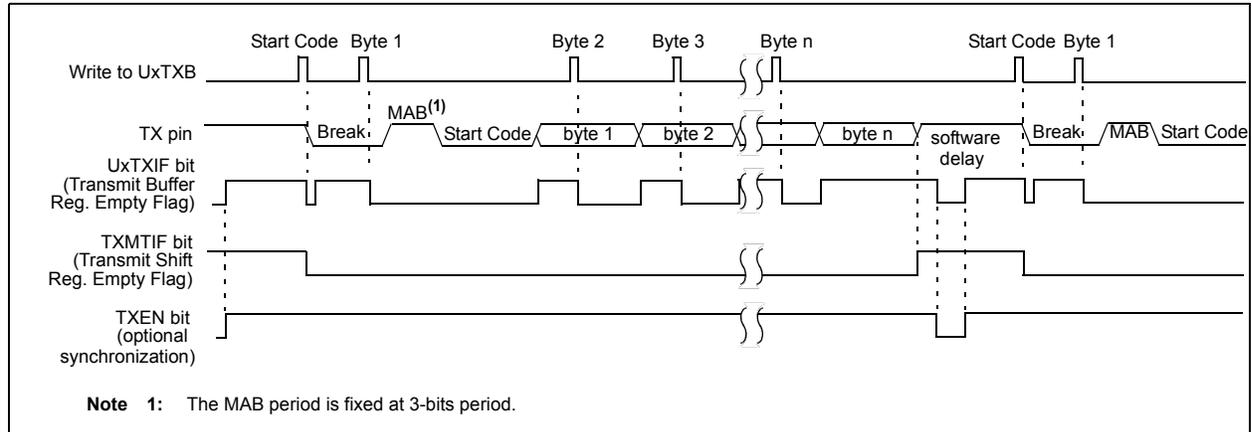 Start Code Byte 1 Byte 2 Byte 3 Byte n Start Code Byte 1
Write to UxTXB
MAB(1)
TX pin Break Start Code byte 1 byte 2 byte n software delay Break MAB Start Code
UxTXIF bit
(Transmit Buffer
Reg. Empty Flag)
TXMTIF bit
(Transmit Shift
Reg. Empty Flag)
TXEN bit
(optional
synchronization)
Note 1: The MAB period is fixed at 3-bits period.